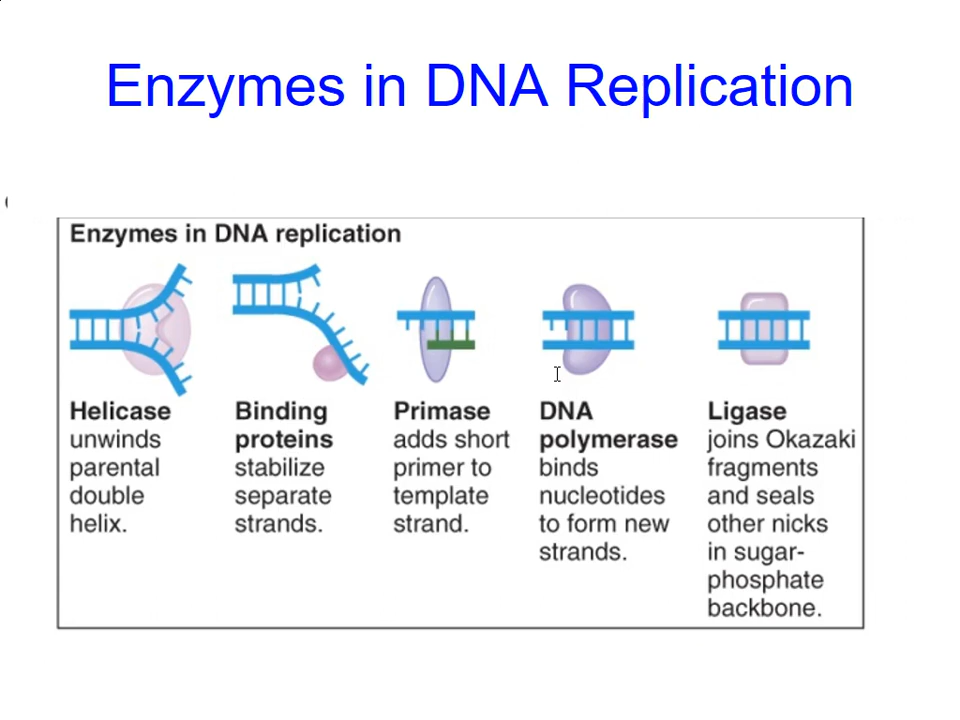 Enzymes in DNA Replication
Enzymes in DNA replication
Helicase
unwinds
parental
double
helix.
Binding
proteins
stabilize
separate
strands.
Primase
adds short
primer to
template
strand.
DNA
polymerase
binds
nucleotides
to form new
strands.
Ligase
joins Okazaki
fragments
and seals
other nicks
in sugar-
phosphate
backbone.